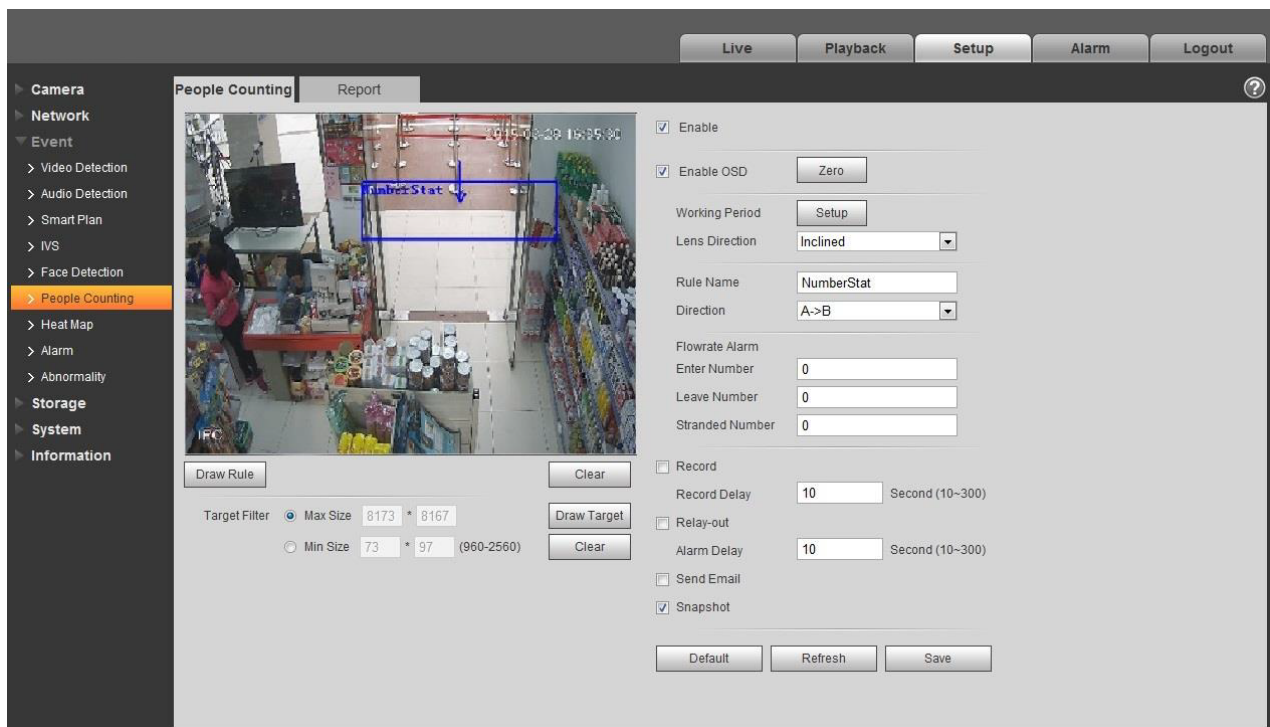 Live Playback Setup Alarm Logout
Camera
Network
Event
Video Detection
Audio Detection
Smart Plan
IVS
Face Detection
People Counting
Heat Map
Alarm
Abnormality
Storage
System
Information
People Counting Report
?
NumberStat
IPC
Draw Rule Clear
Target Filter Max Size 8173 * 8167 Draw Target
Min Size 73 * 97 (960-2560) Clear
Enable
Enable OSD Zero
Working Period Setup
Lens Direction Inclined
Rule Name NumberStat
Direction A->B
Flowrate Alarm
Enter Number 0
Leave Number 0
Stranded Number 0
Record
Record Delay 10 Second (10~300)
Relay-out
Alarm Delay 10 Second (10~300)
Send Email
Snapshot
Default Refresh Save